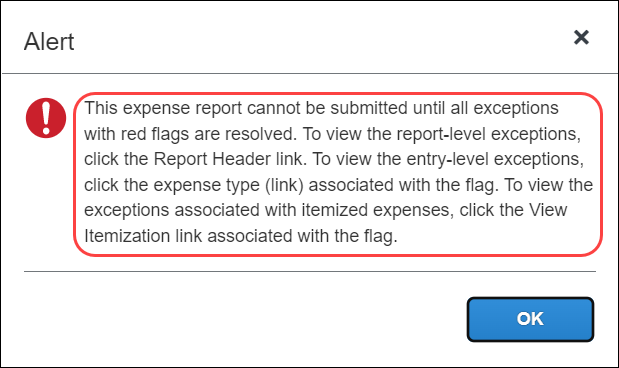 Alert
This expense report cannot be submitted until all exceptions
with red flags are resolved. To view the report-level exceptions,
click the Report Header link. To view the entry-level exceptions,
click the expense type (link) associated with the flag. To view the
exceptions associated with itemized expenses, click the View
Itemization link associated with the flag.
OK